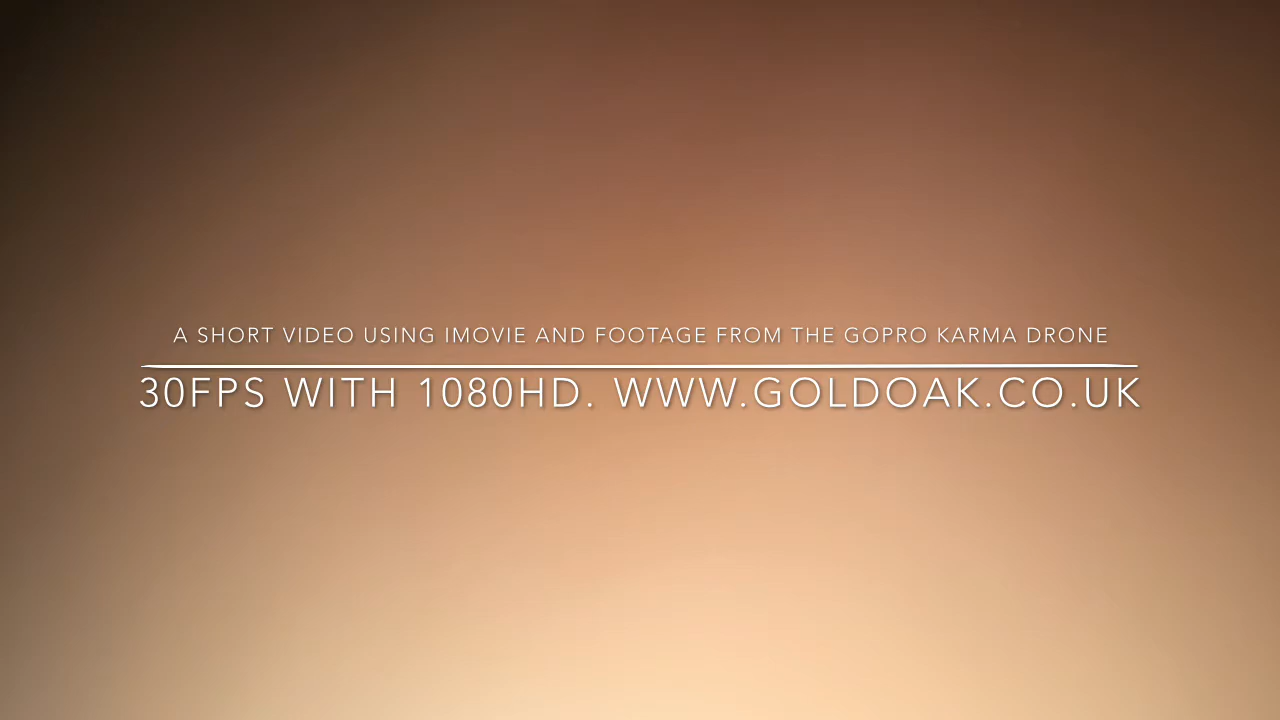 A SHORT VIDEO USING IMOVIE AND FOOTAGE FROM THE GOPRO KARMA DRONE
30FPS WITH 1080HD. WWW.GOLDOAK.CO.UK